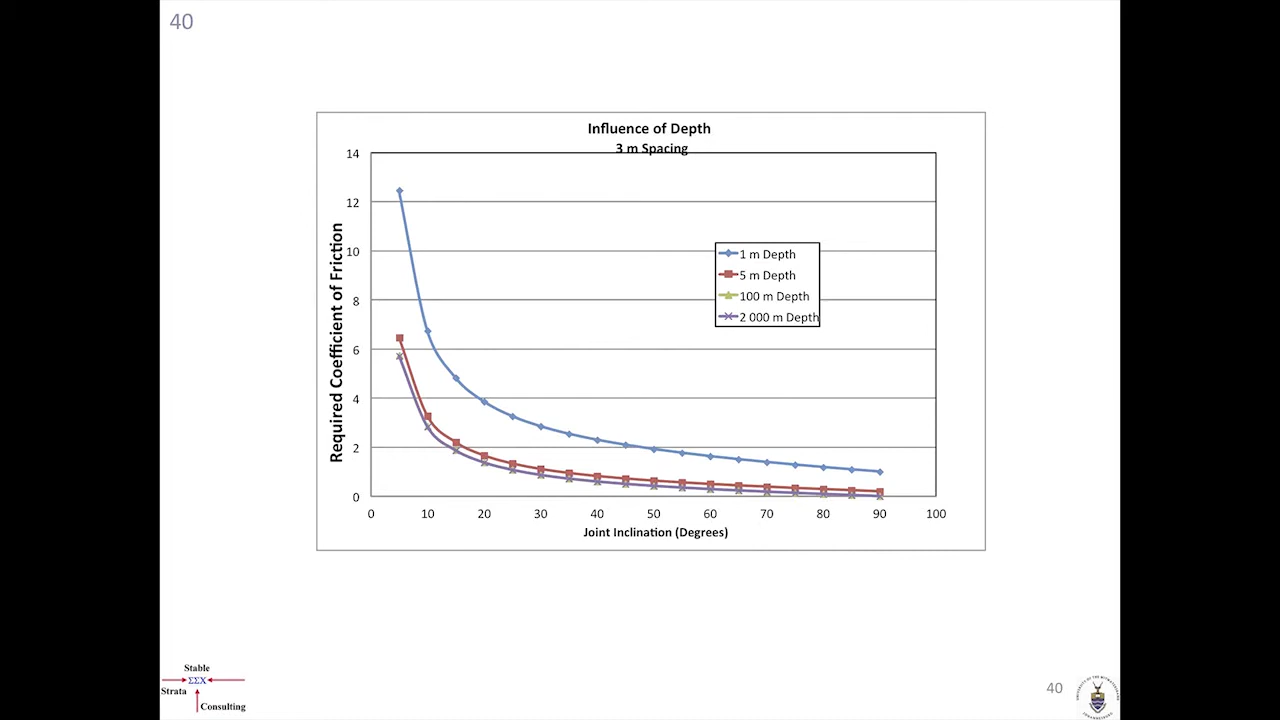 40
Influence of Depth
3 m Spacing
14
12
10
8
6
4
2
0
Required Coefficient of Friction
1 m Depth
5 m Depth
100 m Depth
2 000 m Depth
0 10 20 30 40 50 60 70 80 90 100
Joint Inclination (Degrees)
Stable
ΣΣX
Strata
Consulting
40